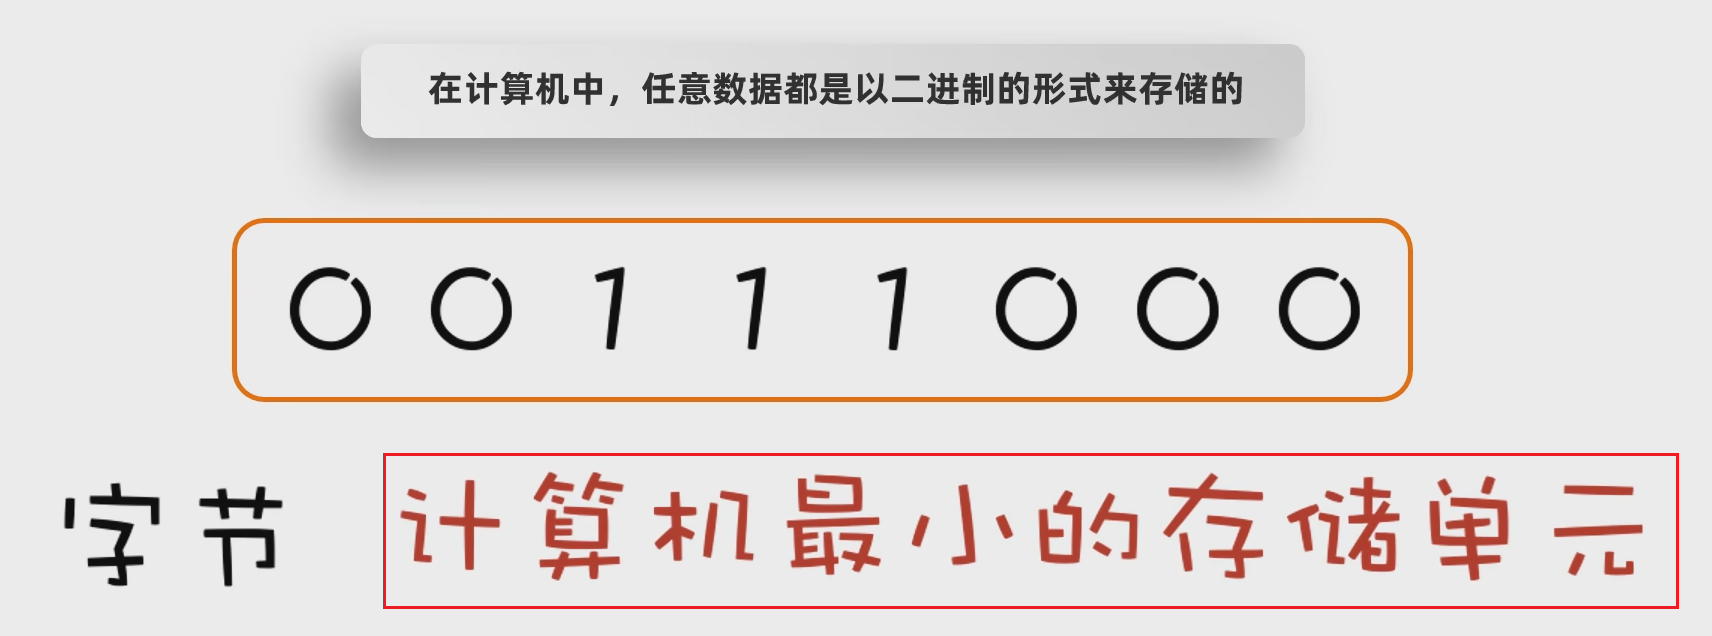 在计算机中，任意数据都是以二进制的形式来存储的
0 0 1 1 1 0 0 0
字节 计算机最小的存储单元